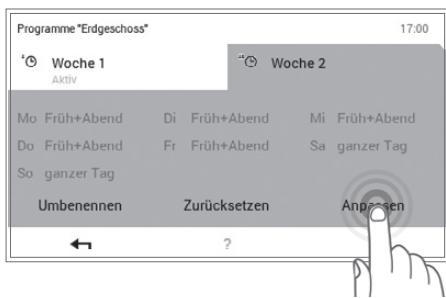 Programme "Erdgeschoss" 17:00
Woche 1 Woche 2
Aktiv
Mo Früh+Abend Di Früh+Abend Mi Früh+Abend
Do Früh+Abend Fr Früh+Abend Sa ganzer Tag
So ganzer Tag
Umbenennen Zurücksetzen Anpassen
?